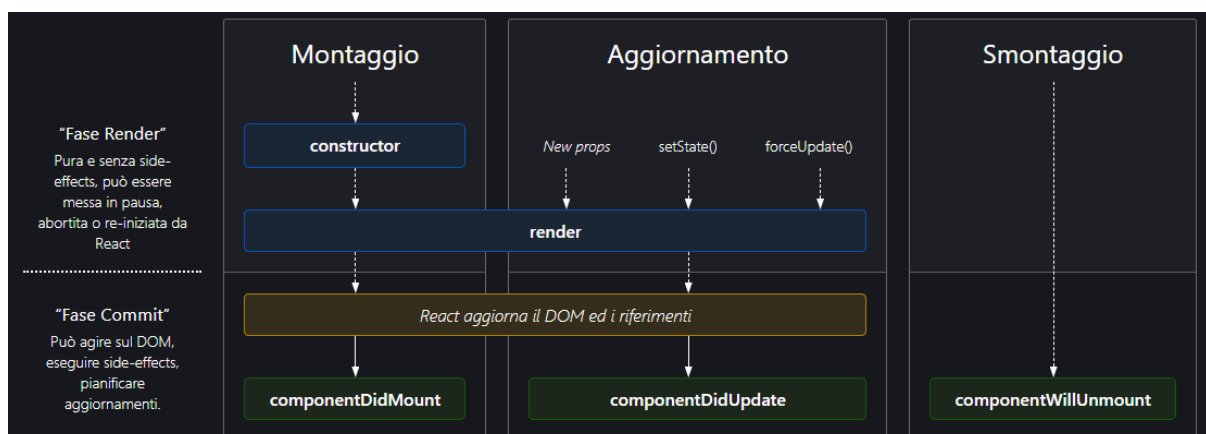 Montaggio
Aggiornamento
Smontaggio
“Fase Render”
Pura e senza side-
effects, può essere
messa in pausa,
abortita o re-iniziata da
React
constructor
New props
setState()
forceUpdate()
render
“Fase Commit”
Può agire sul DOM,
eseguire side-effects,
pianificare
aggiornamenti.
React aggiorna il DOM ed i riferimenti
componentDidMount
componentDidUpdate
componentWillUnmount